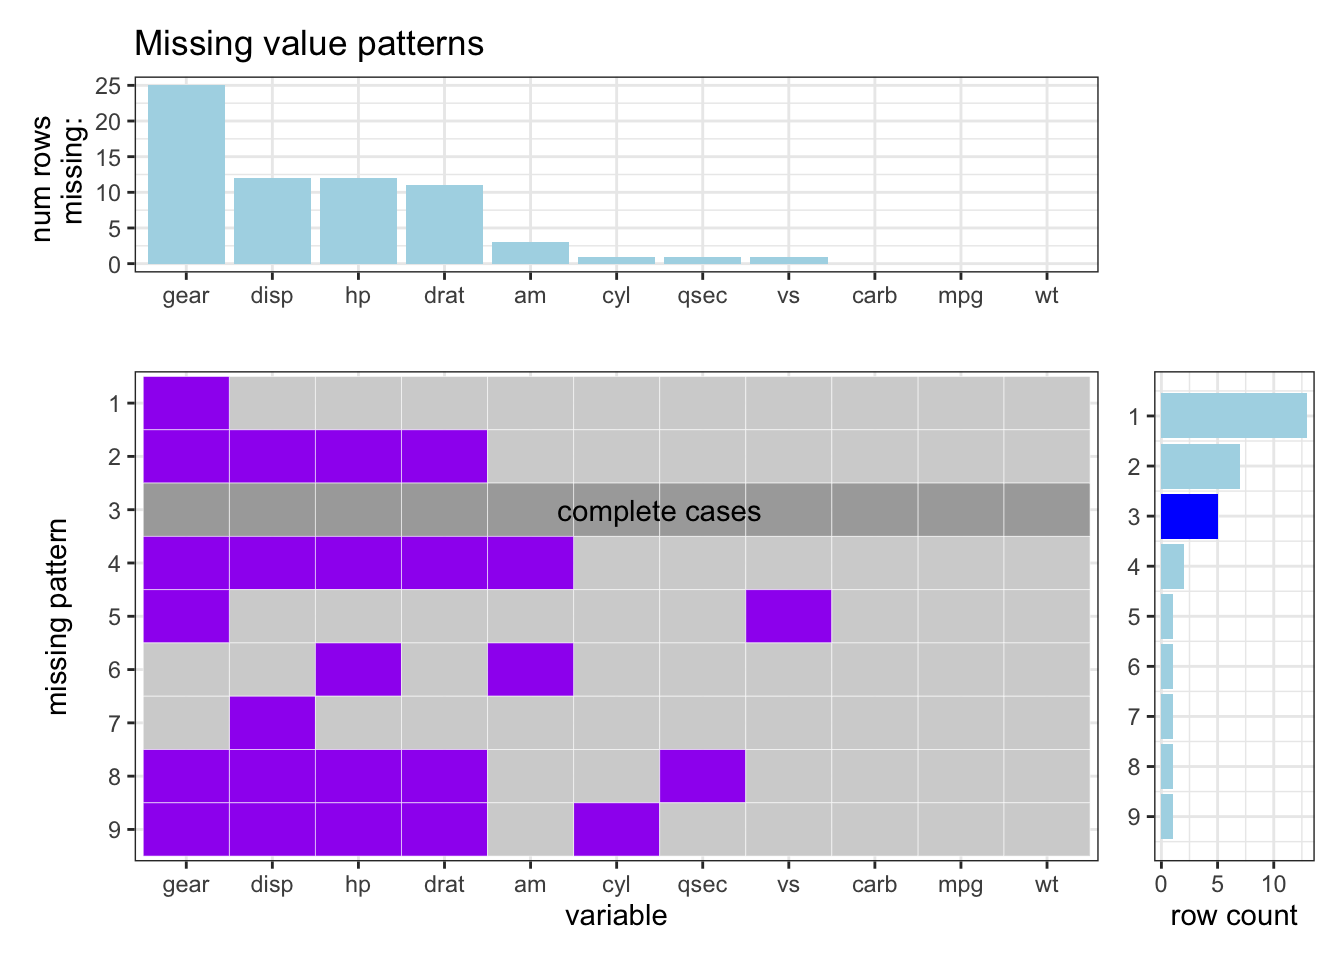 Missing value patterns
num rows
missing:
25
20
15
10
5
0
gear disp hp drat am cyl qsec vs carb mpg wt
missing pattern
1
2
3
4
5
6
7
8
9
complete cases
gear disp hp drat am cyl qsec vs carb mpg wt
variable
1
2
3
4
5
6
7
8
9
0 5 10
row count